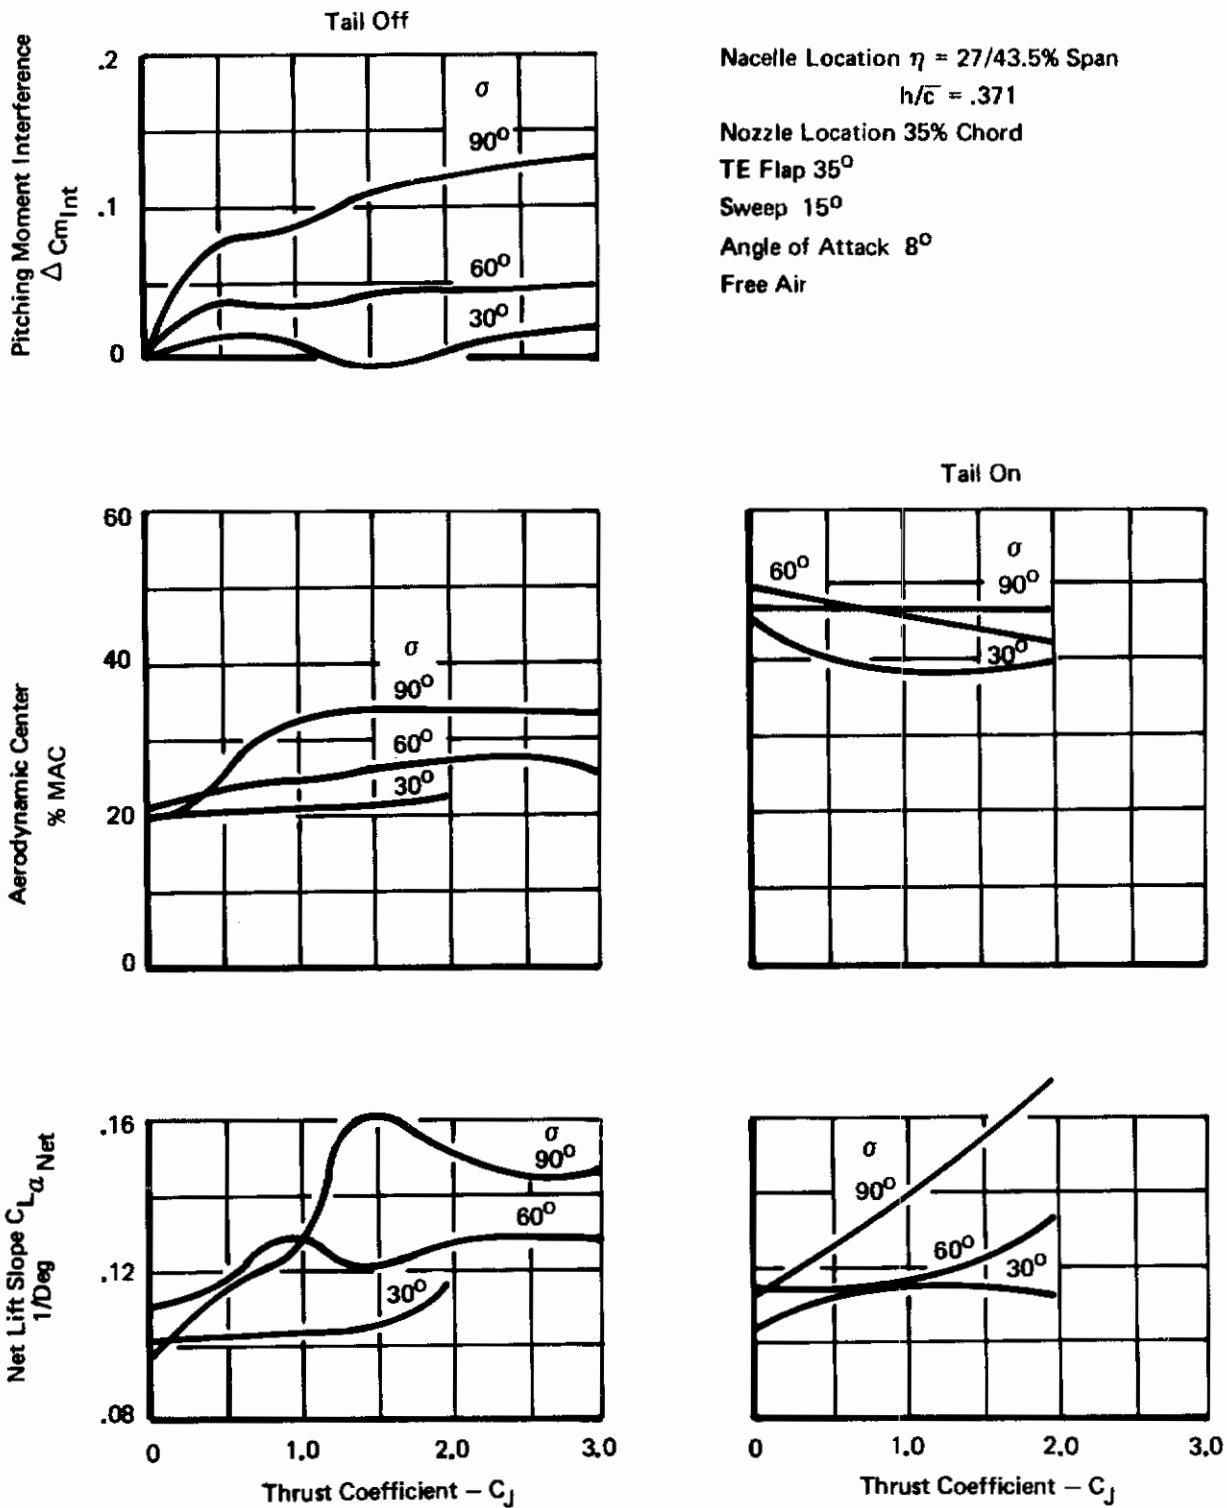 Tail Off
Pitching Moment Interference
Δ Cm Int
.2
.1
0
σ
90°
60°
30°
Nacelle Location η = 27/43.5% Span
h/c̅ = .371
Nozzle Location 35% Chord
TE Flap 35°
Sweep 15°
Angle of Attack 8°
Free Air
Aerodynamic Center
% MAC
60
40
20
0
σ
90°
60°
30°
Tail On
60°
σ
90°
30°
Net Lift Slope C L α Net
1/Deg
.16
.12
.08
σ
90°
60°
30°
0 1.0 2.0 3.0
Thrust Coefficient – C J
σ
90°
60°
30°
0 1.0 2.0 3.0
Thrust Coefficient – C J